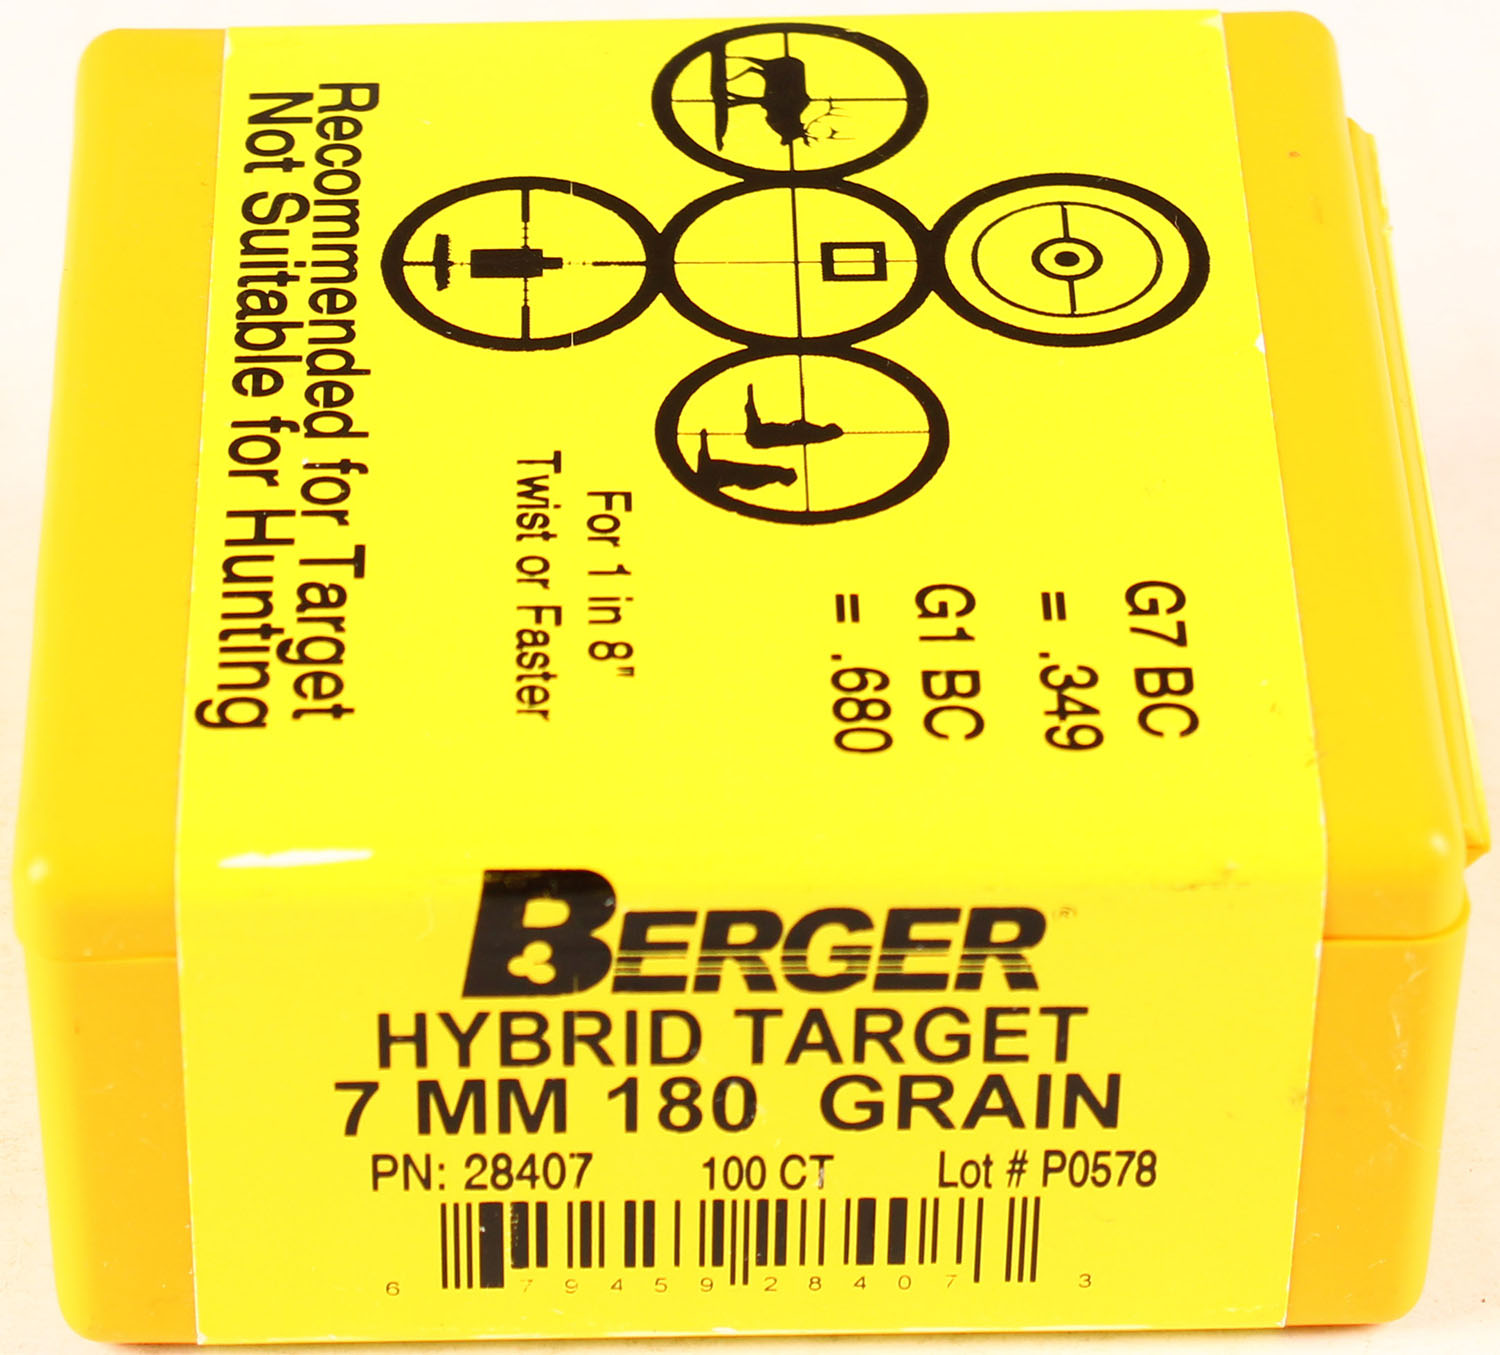 Recommended for Target
Not Suitable for Hunting
For 1 in 8"
Twist or Faster
G7 BC
= .349
G1 BC
= .680
BERGER®
HYBRID TARGET
7 MM 180 GRAIN
PN: 28407 100 CT Lot # P0578
6 79459 28407 3